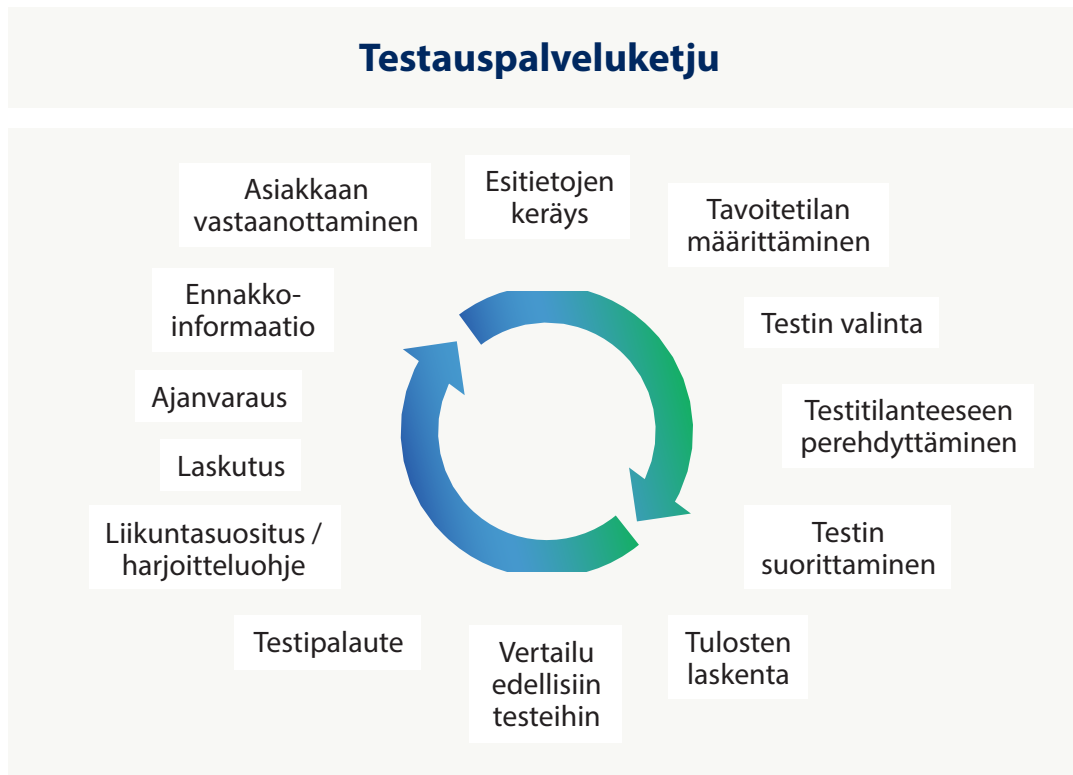 Testauspalveluketju
Asiakkaan
vastaanottaminen
Esitietojen
keräys
Tavoitetilan
määrittäminen
Testin valinta
Testitilanteeseen
perehdyttäminen
Testin
suorittaminen
Tulosten
laskenta
Vertailu
edellisiin
testeihin
Testipalaute
Liikuntasuositus /
harjoitteluohje
Laskutus
Ajanvaraus
Ennakko-
informaatio